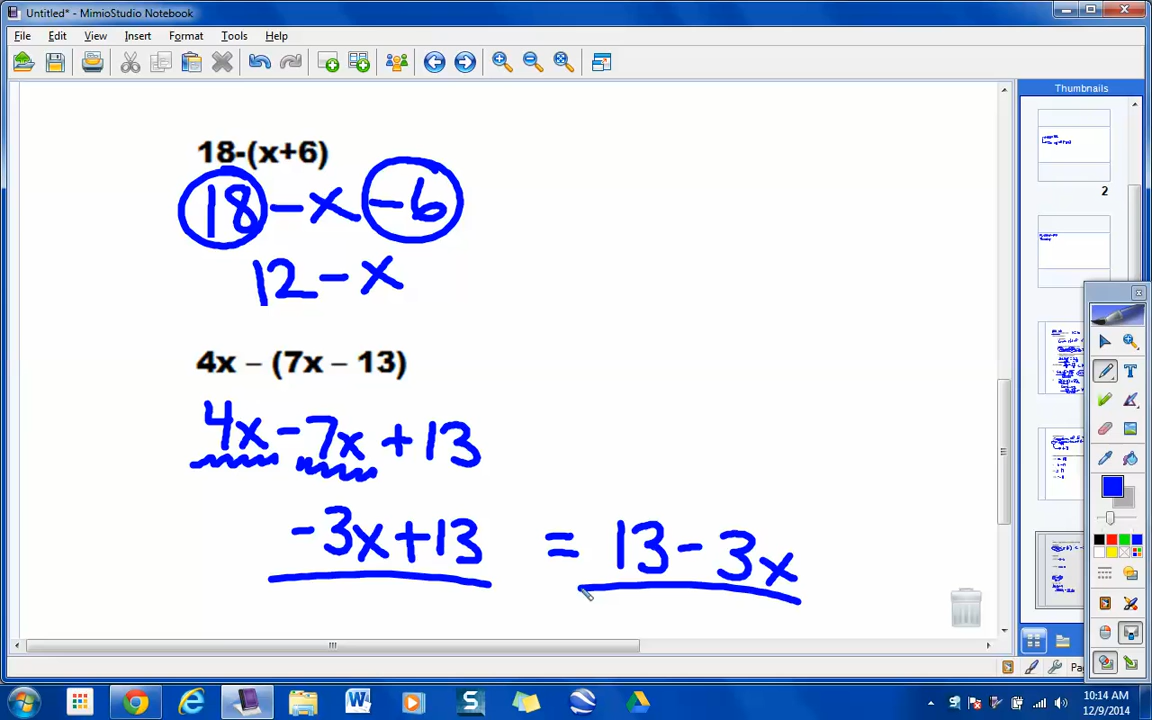 Untitled* - MimioStudio Notebook
File Edit View Insert Format Tools Help
Thumbnails
18-(x+6)
18 - x - 6
12 - x
4x – (7x – 13)
4x - 7x + 13
-3x + 13 = 13 - 3x
2
T
Pag
W
S
10:14 AM
12/9/2014